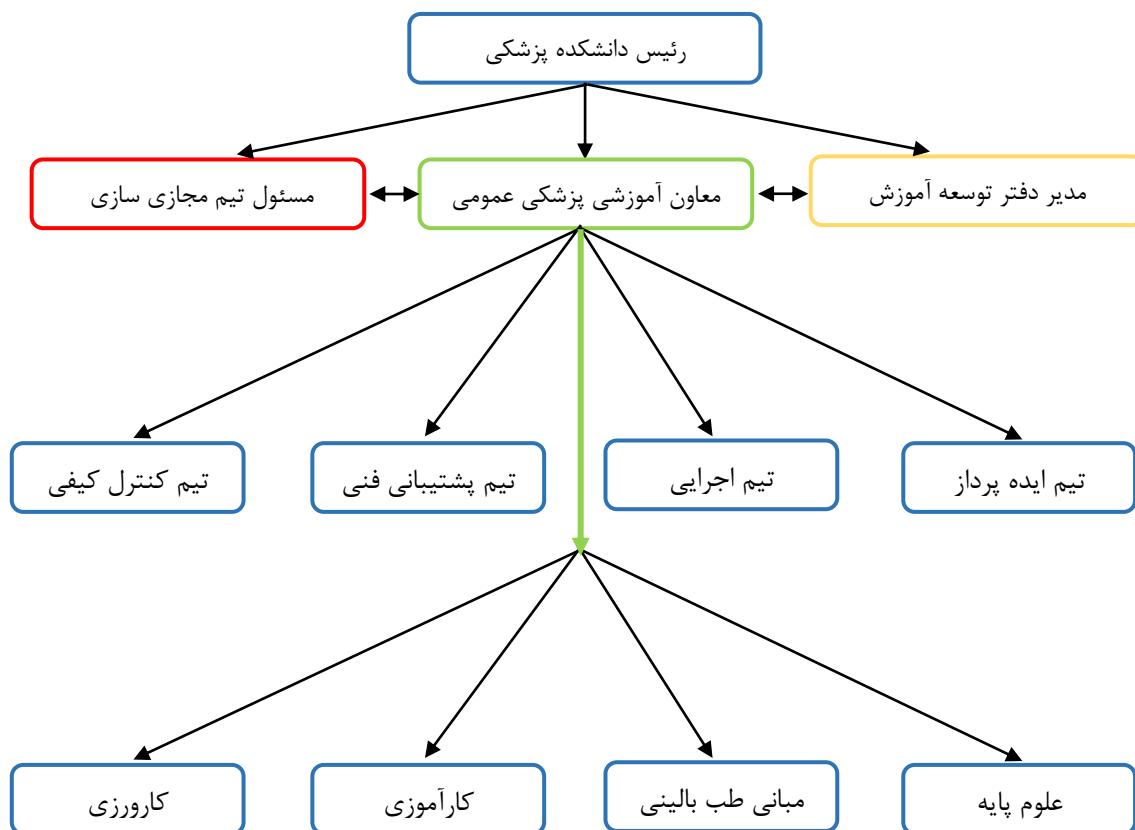 رئیس دانشکده پزشکی
مدیر دفتر توسعه آموزش
معاون آموزشی پزشکی عمومی
مسئول تیم مجازی سازی
تیم ایده پرداز
تیم اجرایی
تیم پشتیبانی فنی
تیم کنترل کیفی
علوم پایه
مبانی طب بالینی
کارآموزی
کارورزی